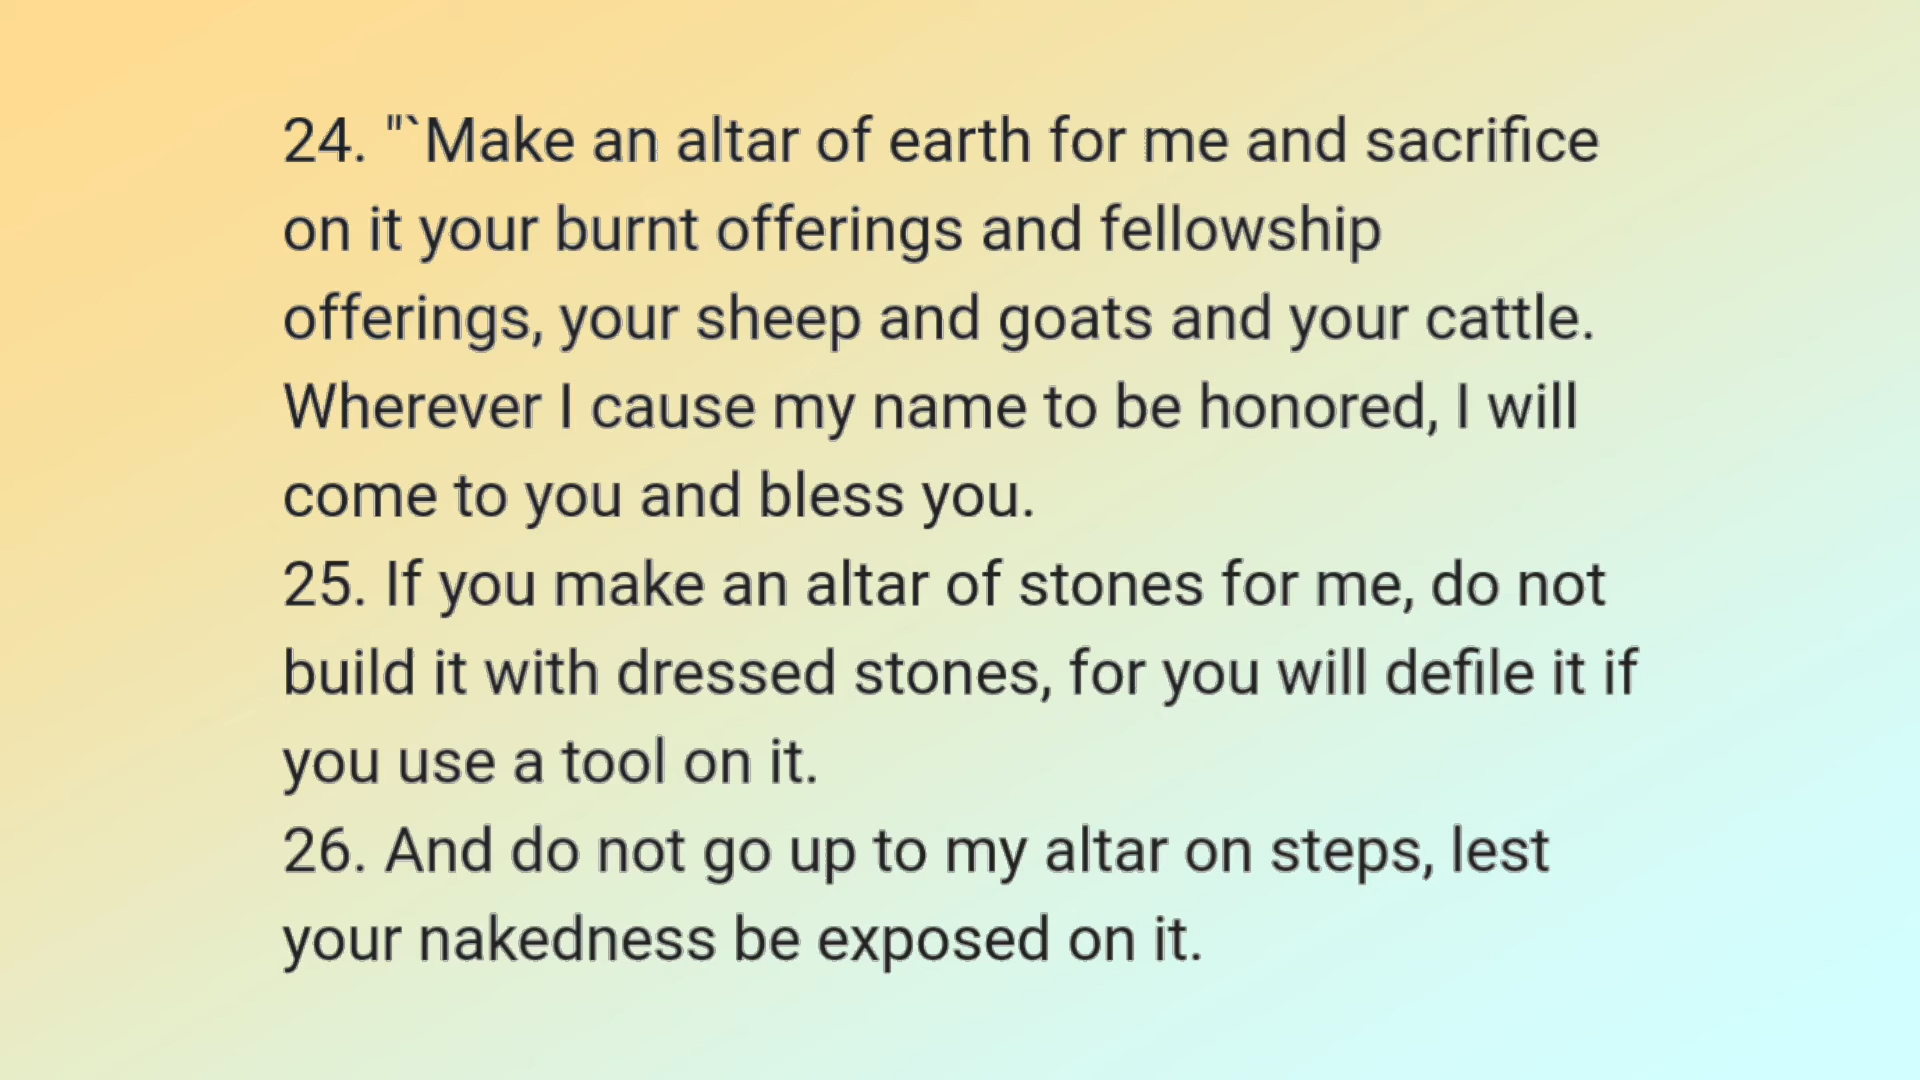 24. "`Make an altar of earth for me and sacrifice
on it your burnt offerings and fellowship
offerings, your sheep and goats and your cattle.
Wherever I cause my name to be honored, I will
come to you and bless you.
25. If you make an altar of stones for me, do not
build it with dressed stones, for you will defile it if
you use a tool on it.
26. And do not go up to my altar on steps, lest
your nakedness be exposed on it.